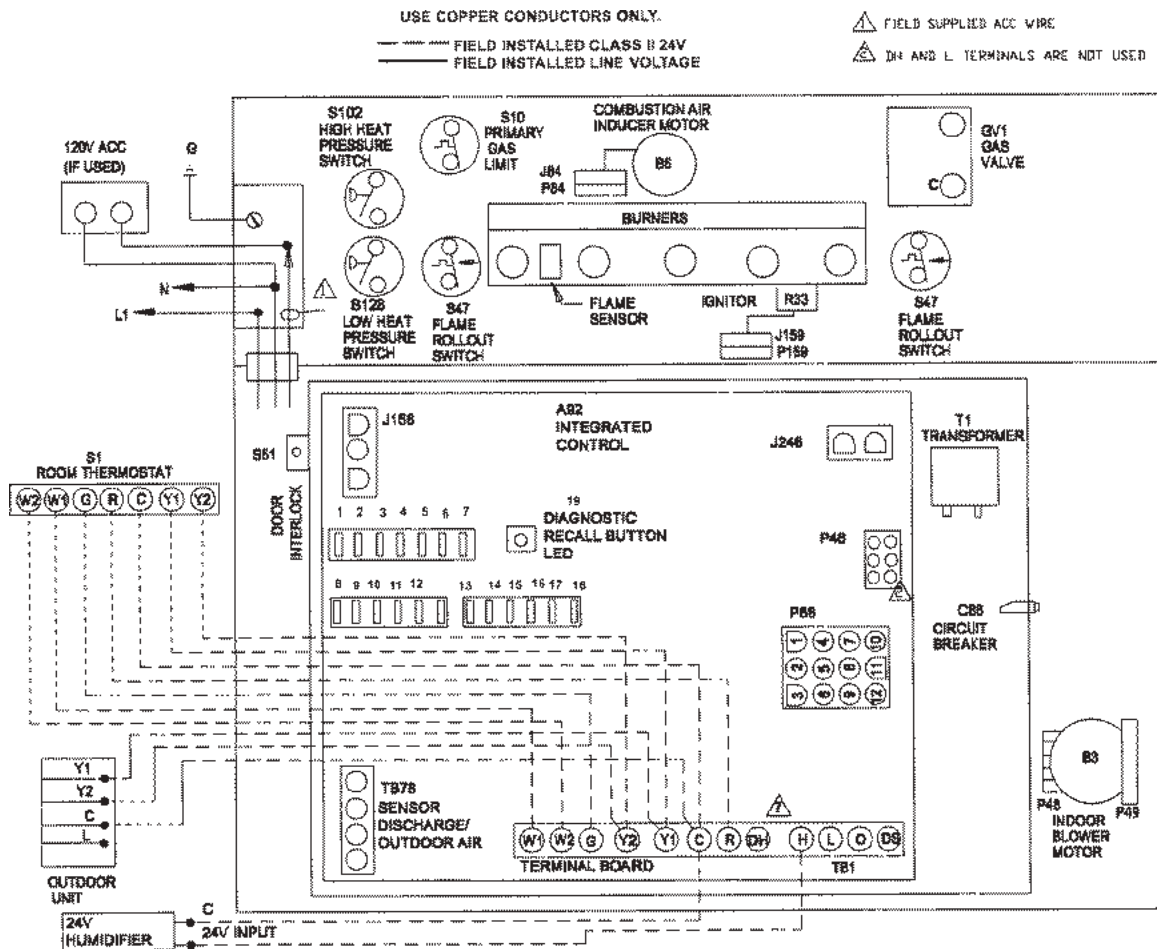 USE COPPER CONDUCTORS ONLY.
FIELD INSTALLED CLASS II 24V
FIELD INSTALLED LINE VOLTAGE
1 FIELD SUPPLIED ACC WIRE
2 DH AND L TERMINALS ARE NOT USED
120V ACC
(IF USED)
G
N
L1
1
S102
HIGH HEAT
PRESSURE
SWITCH
S10
PRIMARY
GAS
LIMIT
COMBUSTION AIR
INDUCER MOTOR
J84
P84
B6
GV1
GAS
VALVE
C
BURNERS
S128
LOW HEAT
PRESSURE
SWITCH
S47
FLAME
ROLLOUT
SWITCH
FLAME
SENSOR
IGNITOR
R33
J159
P159
S47
FLAME
ROLLOUT
SWITCH
S1
ROOM THERMOSTAT
W2 W1 G R C Y1 Y2
S51
DOOR
INTERLOCK
J156
A92
INTEGRATED
CONTROL
J246
T1
TRANSFORMER
1 2 3 4 5 6 7
19
DIAGNOSTIC
RECALL BUTTON
LED
8 9 10 11 12
13 14 15 16 17 18
P48
2
P66
1 4 7 10
2 5 8 11
3 6 9 12
C88
CIRCUIT
BREAKER
B3
P48
P49
INDOOR
BLOWER
MOTOR
Y1
Y2
C
L
OUTDOOR
UNIT
TB78
SENSOR
DISCHARGE/
OUTDOOR AIR
W1 W2 G Y2 Y1 C R DH H L O DS
TERMINAL BOARD
TB1
C
24V
HUMIDIFIER
24V INPUT